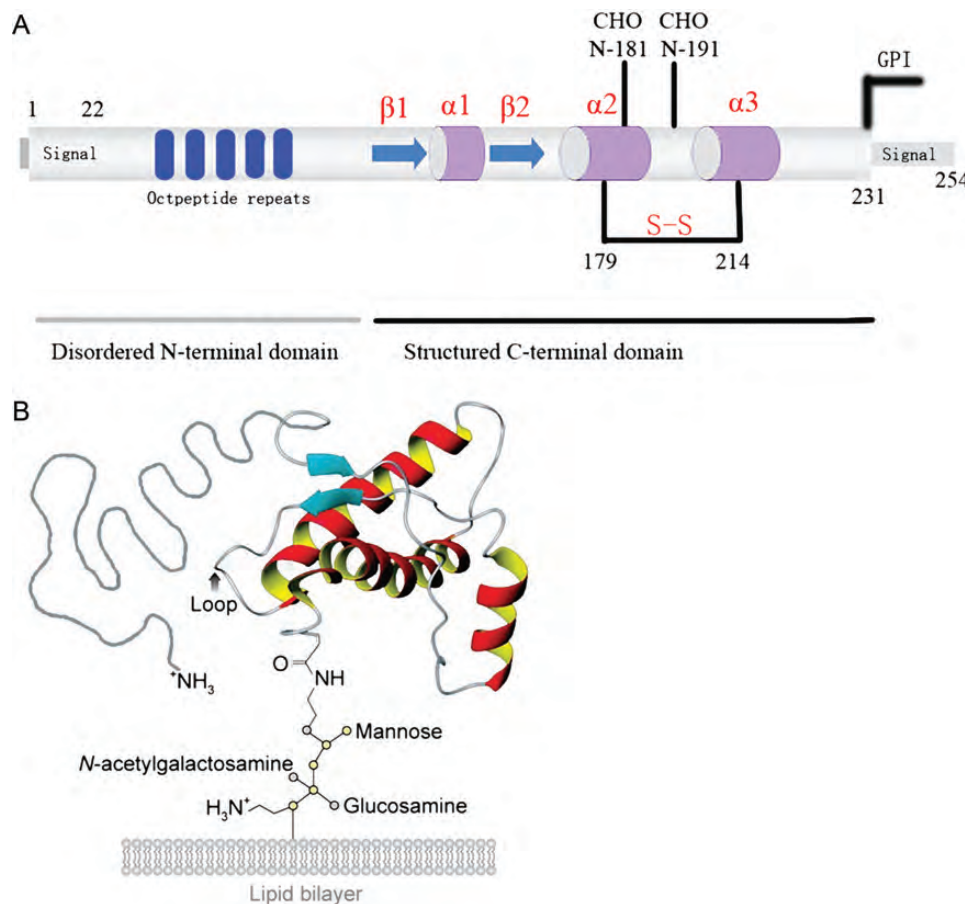 A
CHO CHO
N-181 N-191
GPI
1 22
β1 α1 β2 α2 α3
Signal
Signal
Octpeptide repeats
254
231
S-S
179 214
Disordered N-terminal domain Structured C-terminal domain
B
Loop
+NH3
O
NH
Mannose
N-acetylgalactosamine
H3N+
Glucosamine
Lipid bilayer